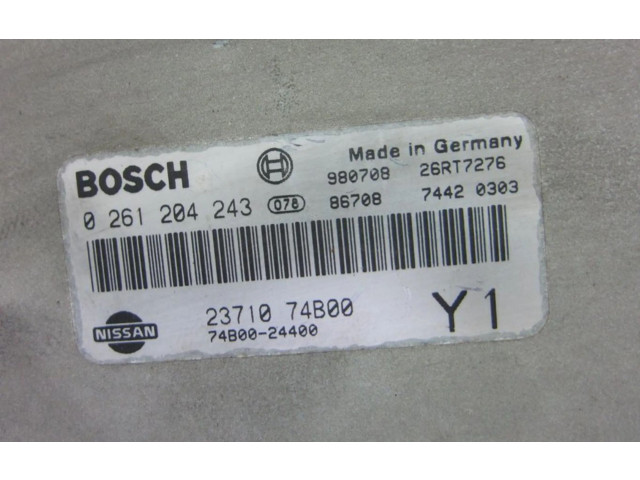 Made in Germany
BOSCH 980708 26RT7276
0 261 204 243 078 86708 7442 0303
23710 74B00 Y1
NISSAN 74B00-24400